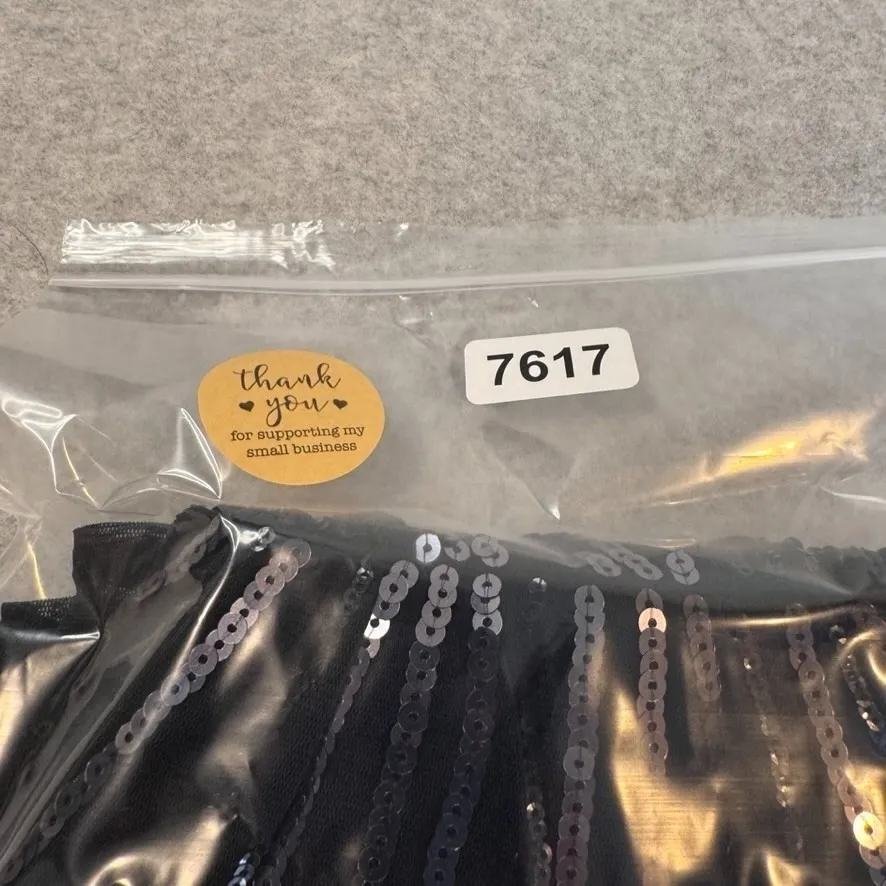 thank
you
for supporting my
small business
7617